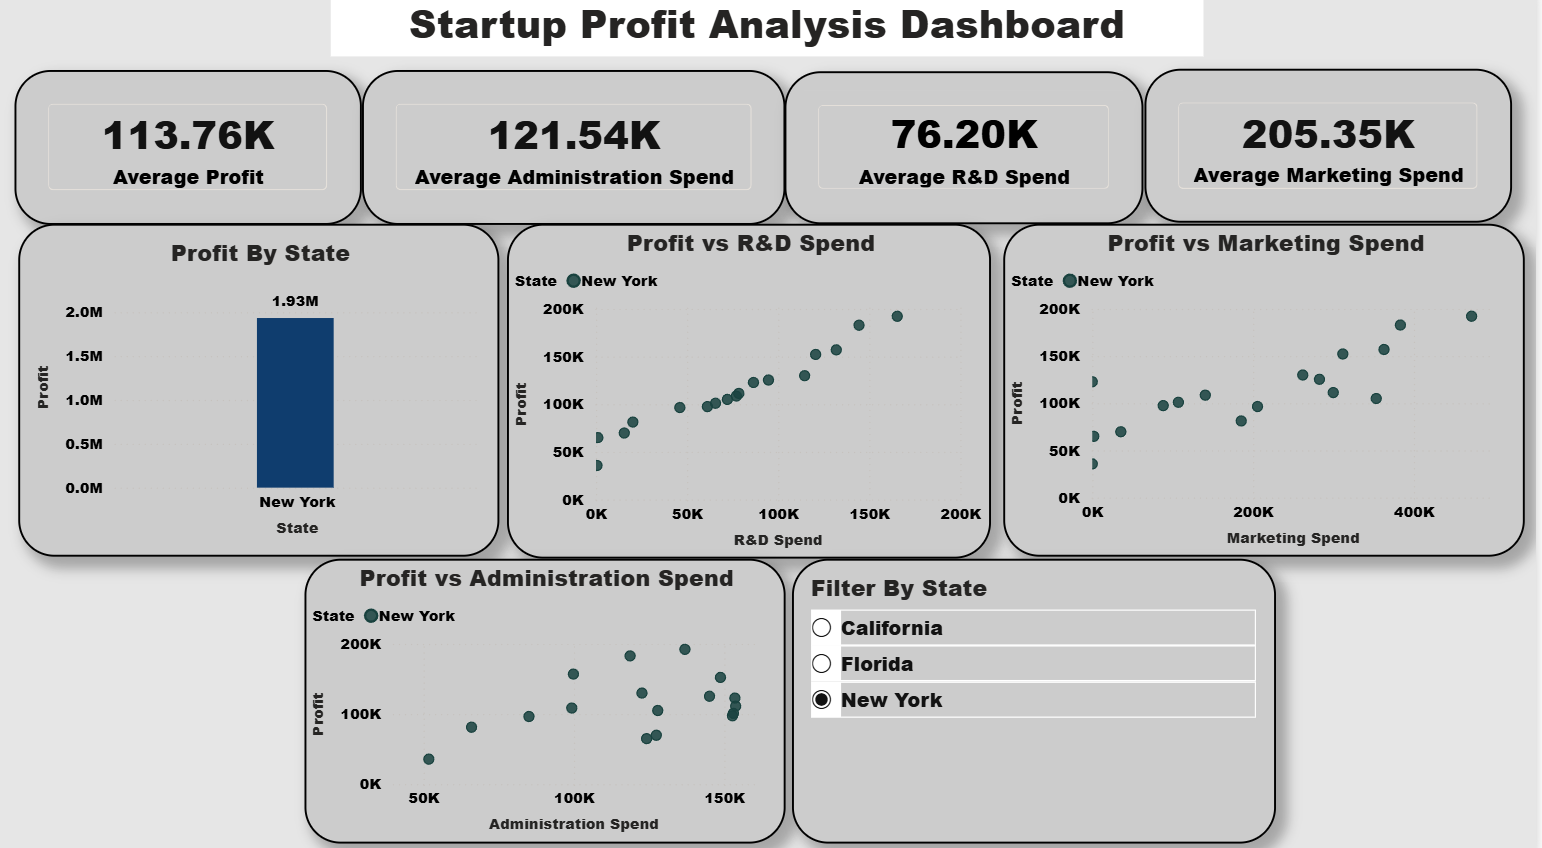 Startup Profit Analysis Dashboard
113.76K
Average Profit
121.54K
Average Administration Spend
76.20K
Average R&D Spend
205.35K
Average Marketing Spend
Profit By State
1.93M
2.0M
1.5M
1.0M
0.5M
0.0M
Profit
New York
State
Profit vs R&D Spend
State New York
200K
150K
100K
50K
0K
Profit
0K 50K 100K 150K 200K
R&D Spend
Profit vs Marketing Spend
State New York
200K
150K
100K
50K
0K
Profit
0K 200K 400K
Marketing Spend
Profit vs Administration Spend
State New York
200K
100K
0K
Profit
50K 100K 150K
Administration Spend
Filter By State
California
Florida
New York